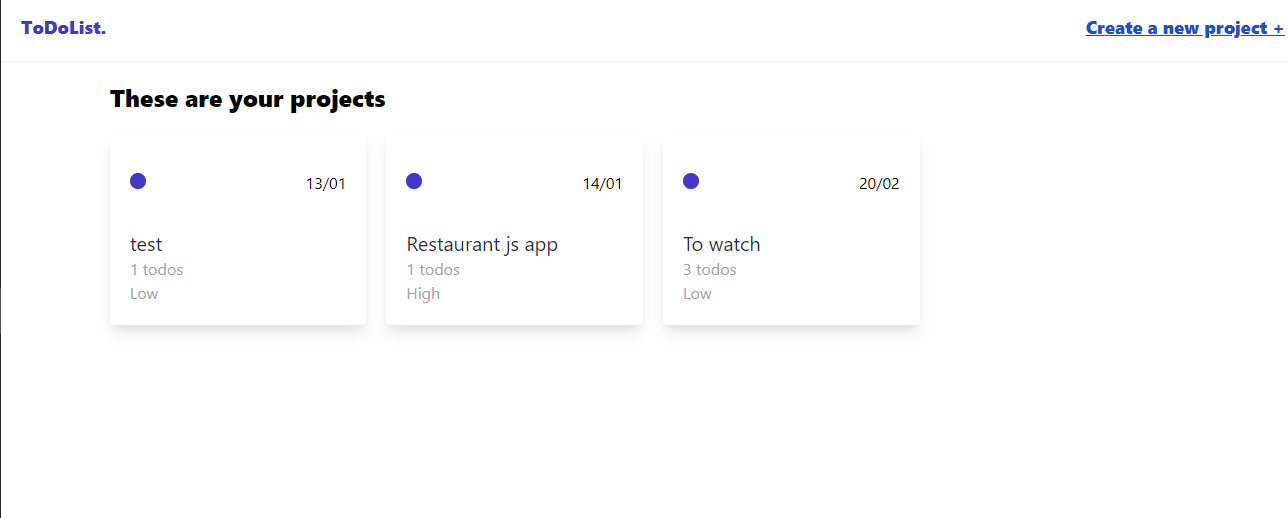 ToDoList.
Create a new project +
These are your projects
13/01
test
1 todos
Low
14/01
Restaurant js app
1 todos
High
20/02
To watch
3 todos
Low